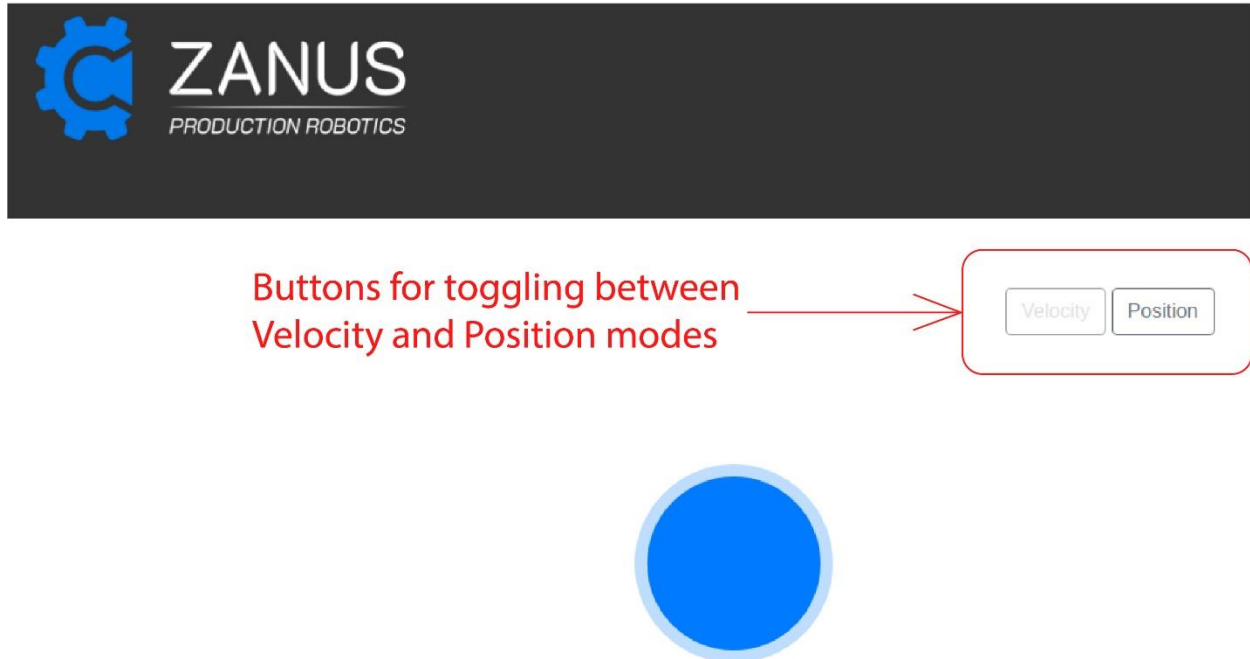 ZANUS
PRODUCTION ROBOTICS
Buttons for toggling between
Velocity and Position modes
Velocity Position